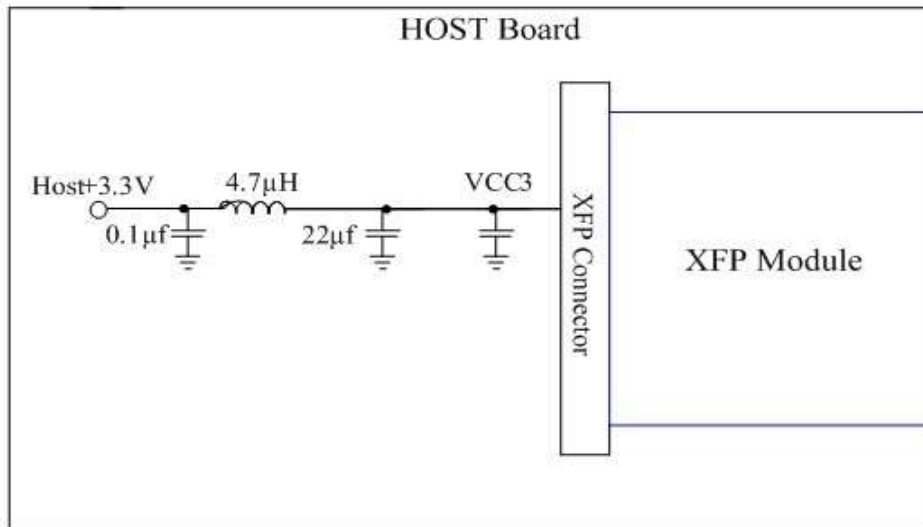 HOST Board
Host+3.3V
4.7µH
VCC3
0.1µf
22µf
XFP Connector
XFP Module